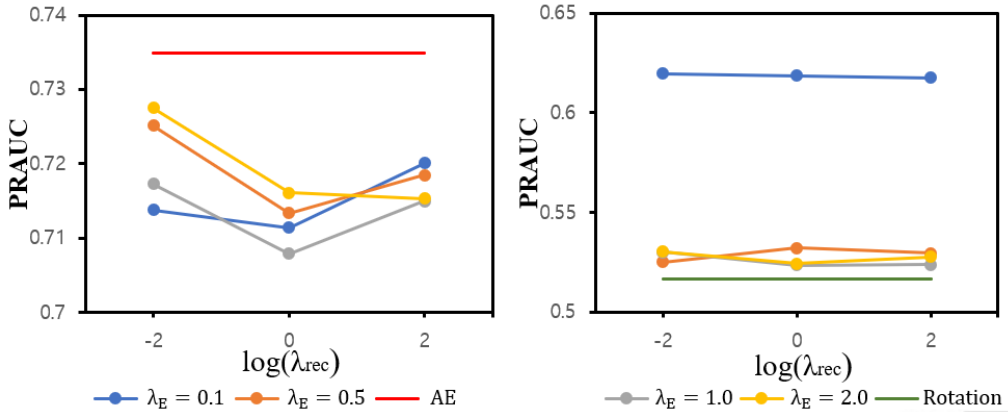 0.74
0.73
0.72
0.71
0.7
PRAUC
-2 0 2
log(λrec)
0.65
0.6
0.55
0.5
PRAUC
-2 0 2
log(λrec)
λE = 0.1 λE = 0.5 AE λE = 1.0 λE = 2.0 Rotation